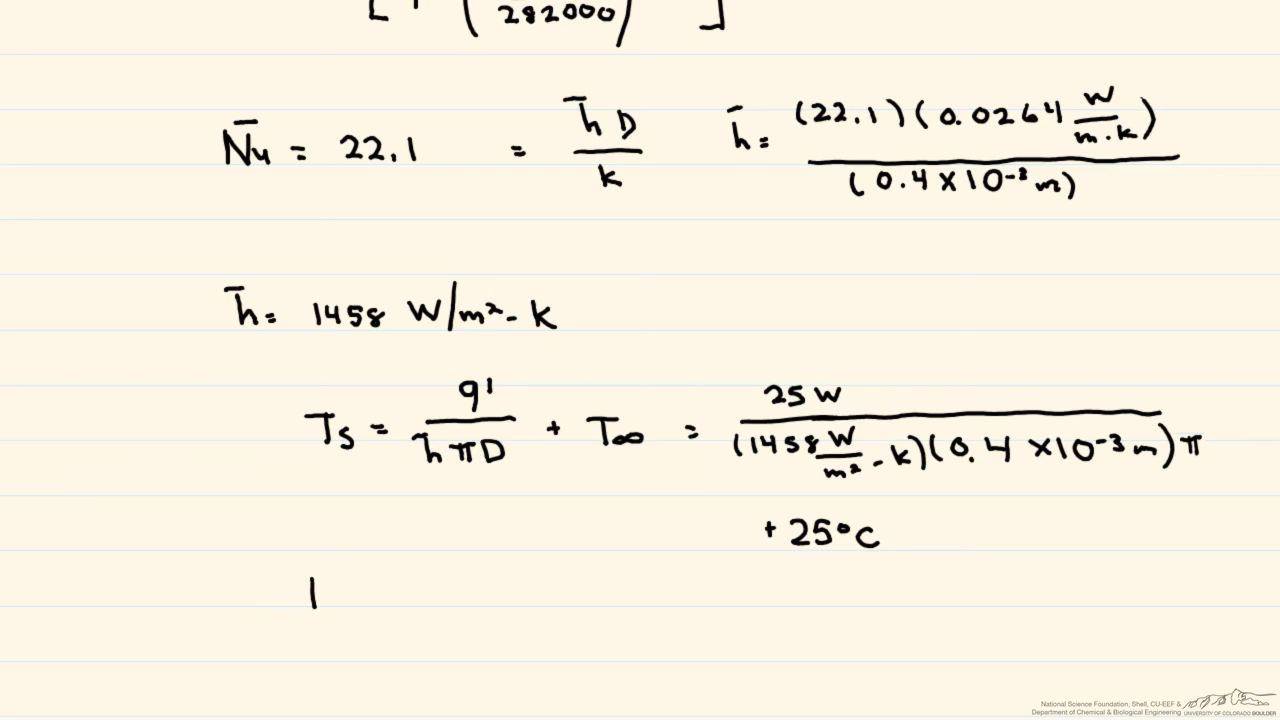 [ 1 ( 282000 ) ]
N̄u = 22.1 = h̄ D / k h̄ = (22.1)(0.0264 W/m·k) / (0.4 x 10⁻³ m)
h̄ = 1458 W/m² - k
Ts = q' / h̄ π D + T∞ = 25 W / (1458 W/m² - k)(0.4 x 10⁻³ m) π
+ 25°C
National Science Foundation, Shell, CU-EEF &
Department of Chemical & Biological Engineering UNIVERSITY OF COLORADO BOULDER